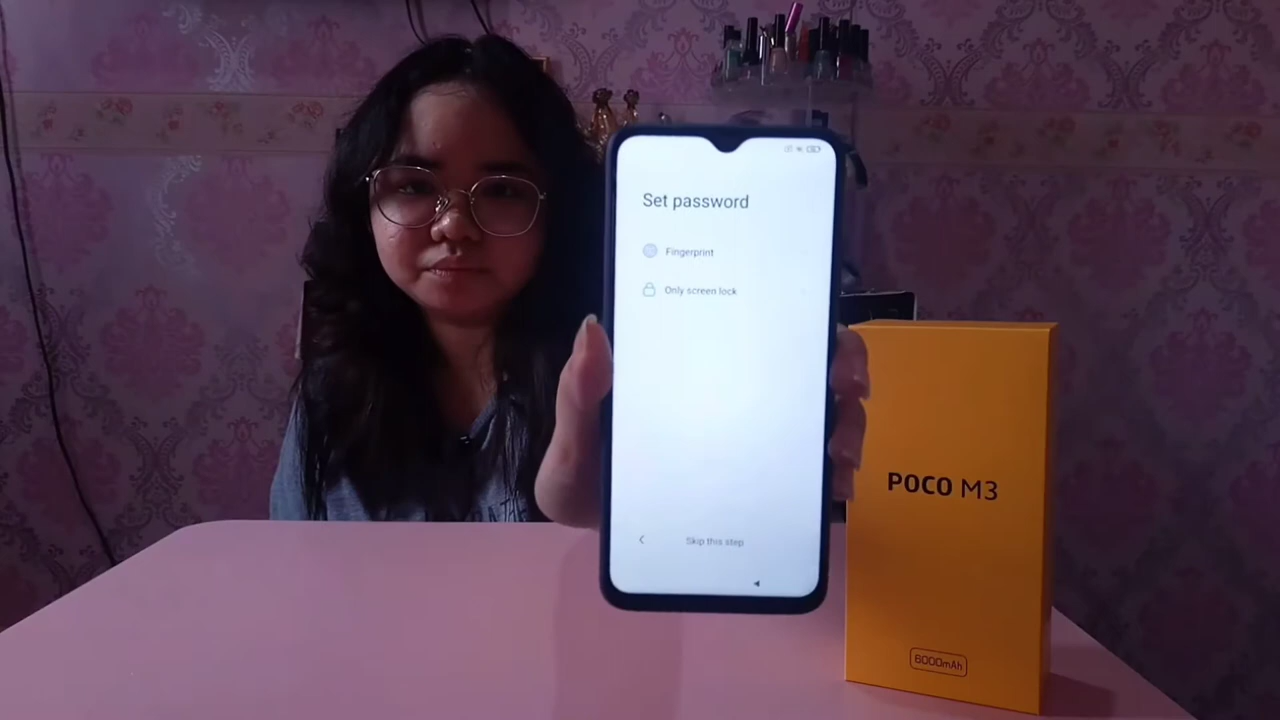 Set password
Fingerprint
Only screen lock
Skip this step
POCO M3
6000mAh